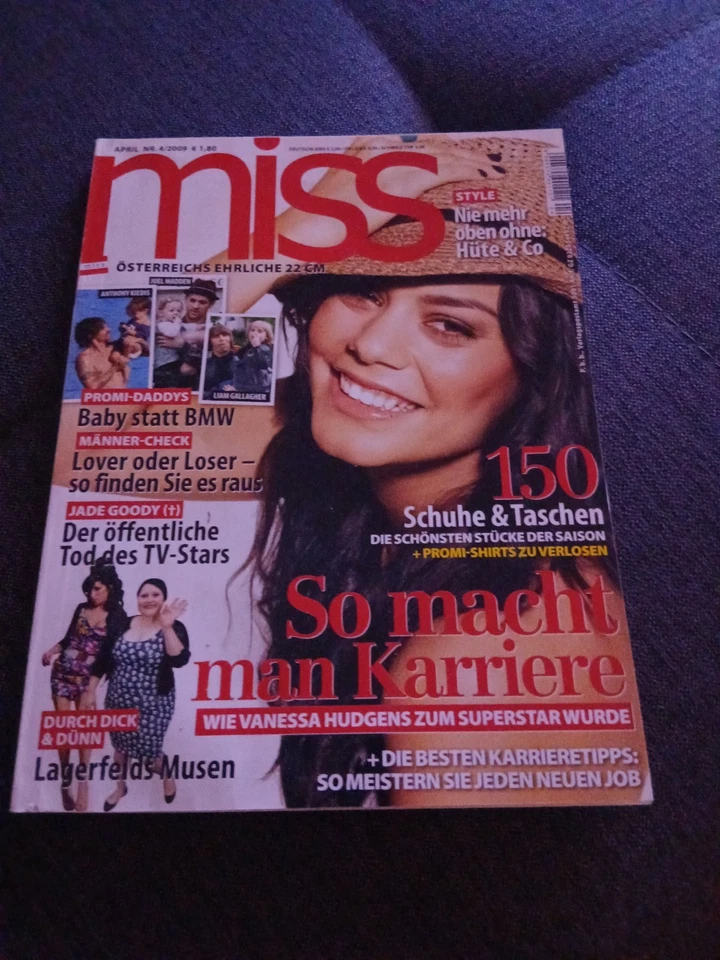 APRIL NR. 4/2009 € 1,80
miss
ÖSTERREICHS EHRLICHE 22 CM
STYLE
Nie mehr
oben ohne:
Hüte & Co
ANTHONY KIEDIS
JOEL MADDEN
LIAM GALLAGHER
PROMI-DADDYS
Baby statt BMW
MÄNNER-CHECK
Lover oder Loser –
so finden Sie es raus
JADE GOODY (†)
Der öffentliche
Tod des TV-Stars
150
Schuhe & Taschen
DIE SCHÖNSTEN STÜCKE DER SAISON
+ PROMI-SHIRTS ZU VERLOSEN
So macht
man Karriere
WIE VANESSA HUDGENS ZUM SUPERSTAR WURDE
DURCH DICK
& DÜNN
Lagerfelds Musen
+ DIE BESTEN KARRIERETIPPS:
SO MEISTERN SIE JEDEN NEUEN JOB